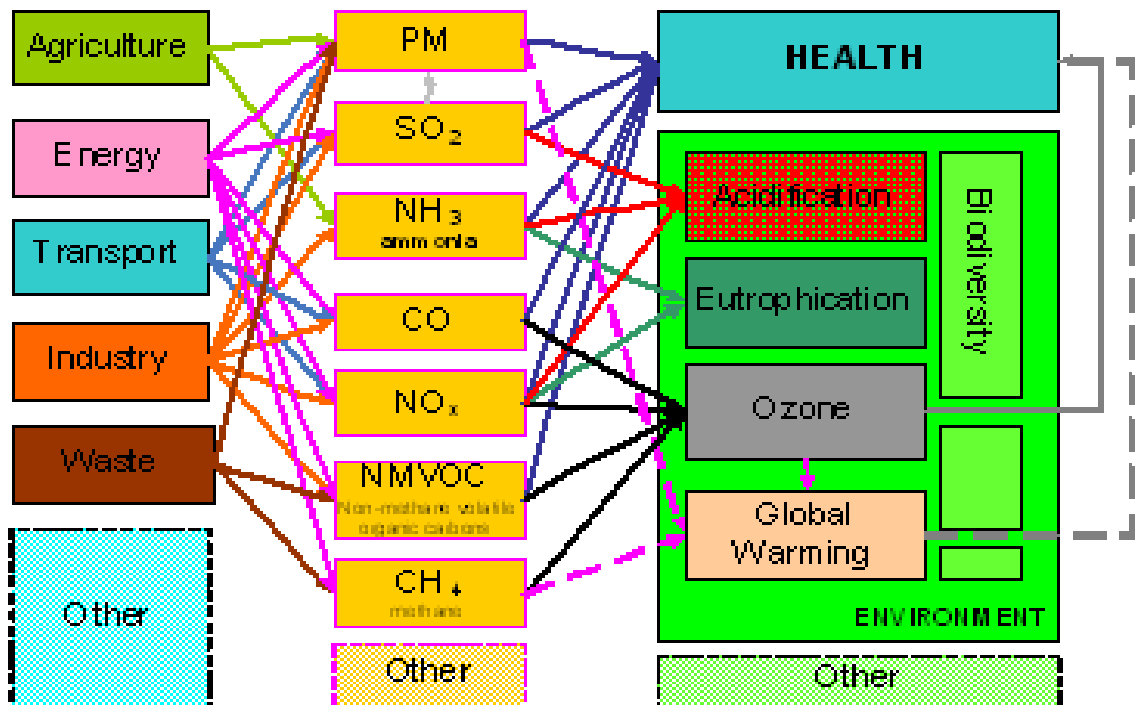 Agriculture
Energy
Transport
Industry
Waste
Other
PM
SO₂
NH₃
ammonia
CO
NOₓ
NMVOC
Non-methane volatile
organic carbons
CH₄
methane
Other
HEALTH
Acidification
Eutrophication
Ozone
Global
Warming
Biodiversity
ENVIRONMENT
Other